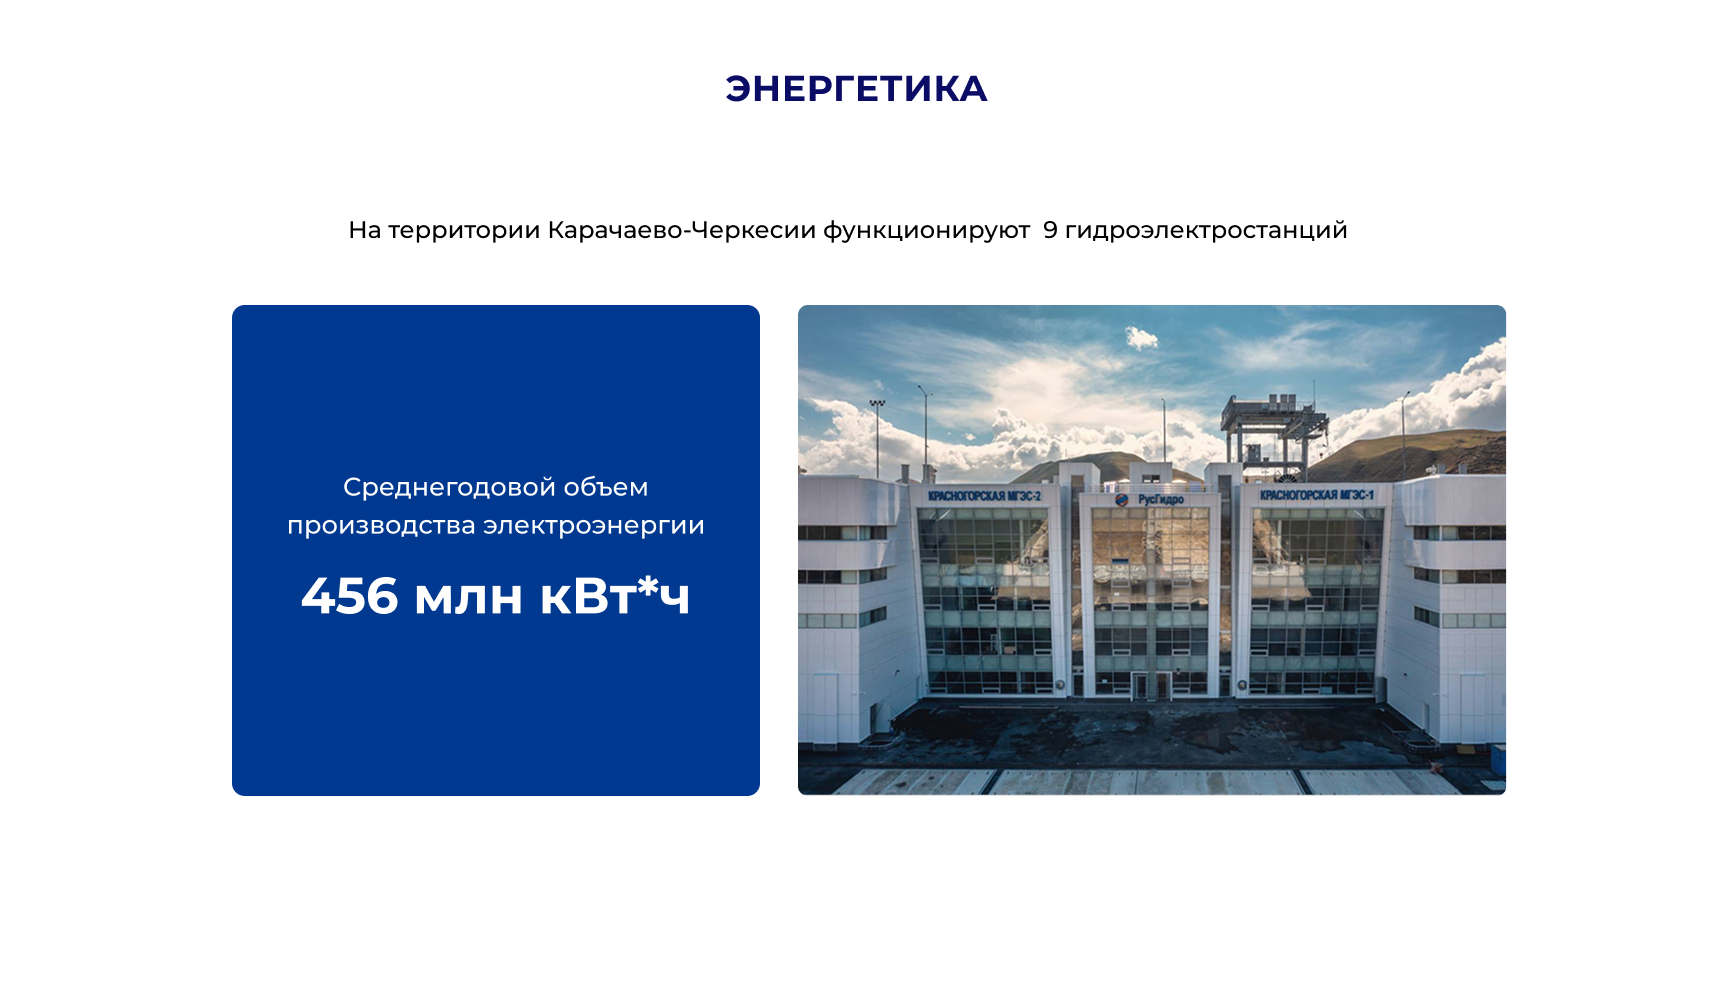 ЭНЕРГЕТИКА
На территории Карачаево-Черкесии функционируют  9 гидроэлектростанций
Среднегодовой объем
производства электроэнергии
456 млн кВт*ч
КРАСНОГОРСКАЯ МГЭС-2
РусГидро
КРАСНОГОРСКАЯ МГЭС-1